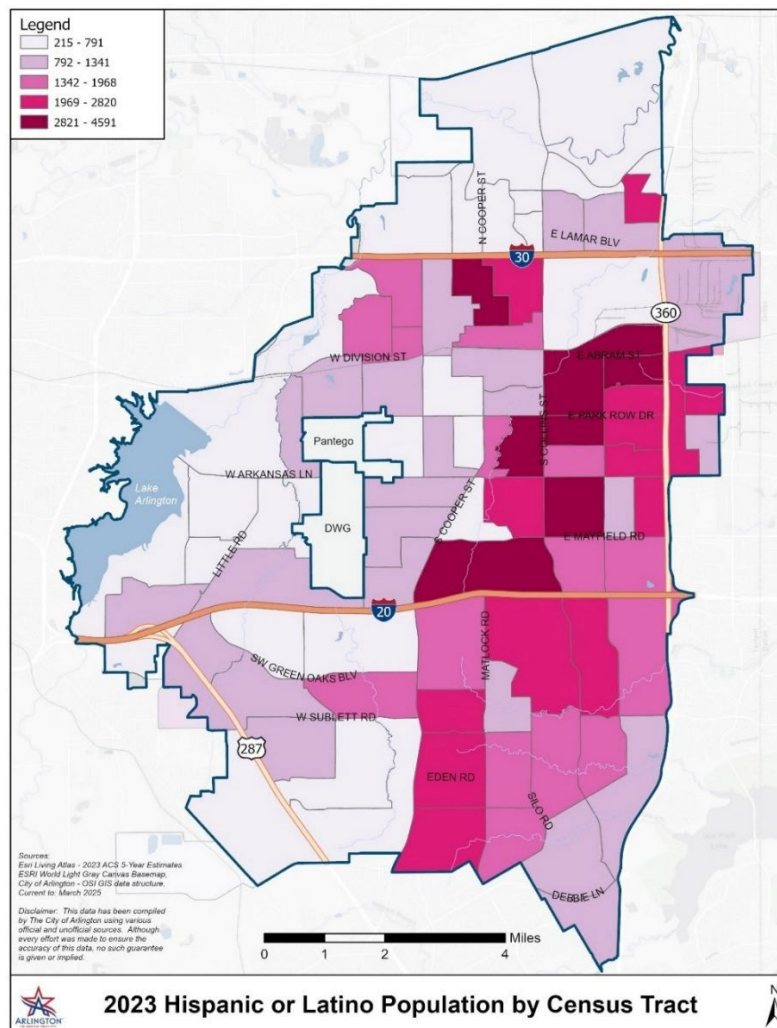 Legend
215 - 791
792 - 1341
1342 - 1968
1969 - 2820
2821 - 4591
N COOPER ST
E LAMAR BLV
30
360
W DIVISION ST
E ABRAM ST
S COLLINS ST
E PARK ROW DR
Pantego
W ARKANSAS LN
Lake
Arlington
DWG
S COOPER ST
LITTLE RD
E MAYFIELD RD
20
MATLOCK RD
SW GREEN OAKS BLV
W SUBLETT RD
287
EDEN RD
SILO RD
DEBBIE LN
Sources:
Esri Living Atlas - 2023 ACS 5-Year Estimates
ESRI World Light Gray Canvas Basemap,
City of Arlington - OSI GIS data structure.
Current to: March 2025
Disclaimer: This data has been compiled
by The City of Arlington using various
official and unofficial sources. Although
every effort was made to ensure the
accuracy of this data, no such guarantee
is given or implied.
Miles
0 1 2 4
ARLINGTON
2023 Hispanic or Latino Population by Census Tract
N